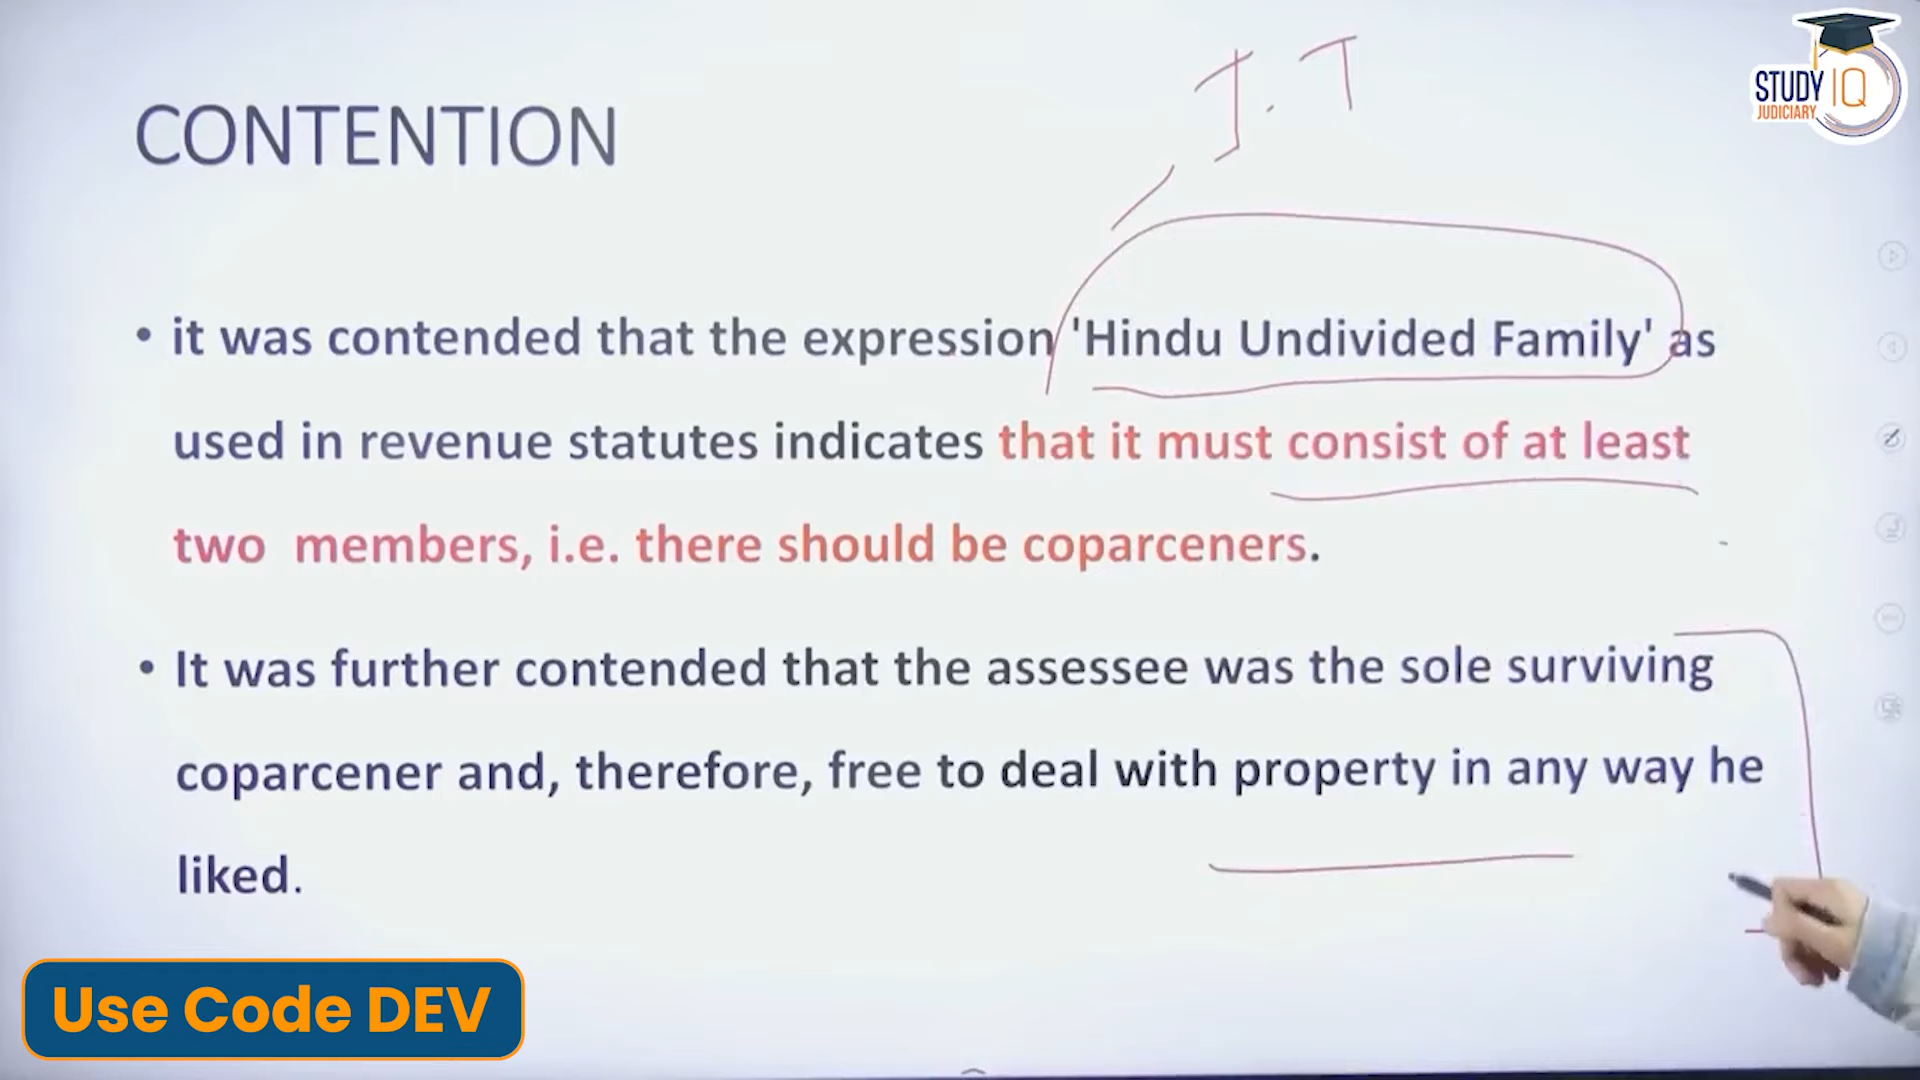 I.T
STUDY IQ
JUDICIARY
CONTENTION
• it was contended that the expression 'Hindu Undivided Family' as
used in revenue statutes indicates that it must consist of at least
two members, i.e. there should be coparceners.
• It was further contended that the assessee was the sole surviving
coparcener and, therefore, free to deal with property in any way he
liked.
Use Code DEV